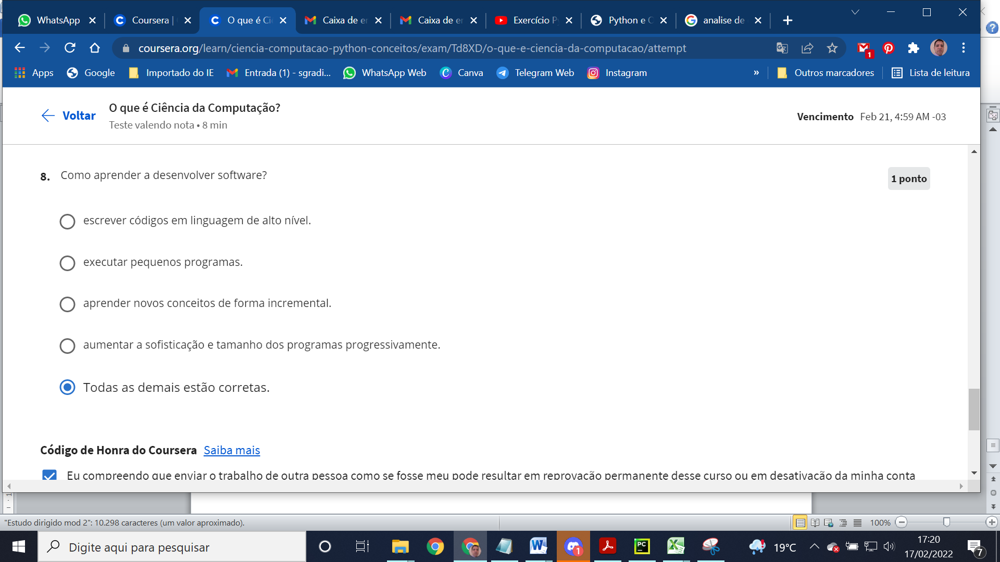 WhatsApp
Coursera |
O que é Ci
Caixa de er
Caixa de er
Exercício P
Python e C
analise de
coursera.org/learn/ciencia-computacao-python-conceitos/exam/Td8XD/o-que-e-ciencia-da-computacao/attempt
1
Apps
Google
Importado do IE
Entrada (1) - sgradi...
WhatsApp Web
Canva
Telegram Web
Instagram
»
Outros marcadores
Lista de leitura
Voltar
O que é Ciência da Computação?
Teste valendo nota • 8 min
Vencimento Feb 21, 4:59 AM -03
8. Como aprender a desenvolver software?
1 ponto
escrever códigos em linguagem de alto nível.
executar pequenos programas.
aprender novos conceitos de forma incremental.
aumentar a sofisticação e tamanho dos programas progressivamente.
Todas as demais estão corretas.
Código de Honra do Coursera Saiba mais
Eu compreendo que enviar o trabalho de outra pessoa como se fosse meu pode resultar em reprovação permanente desse curso ou em desativação da minha conta
"Estudo dirigido mod 2": 10.298 caracteres (um valor aproximado).
100%
Digite aqui para pesquisar
1
PC
19°C
17:20
17/02/2022
7